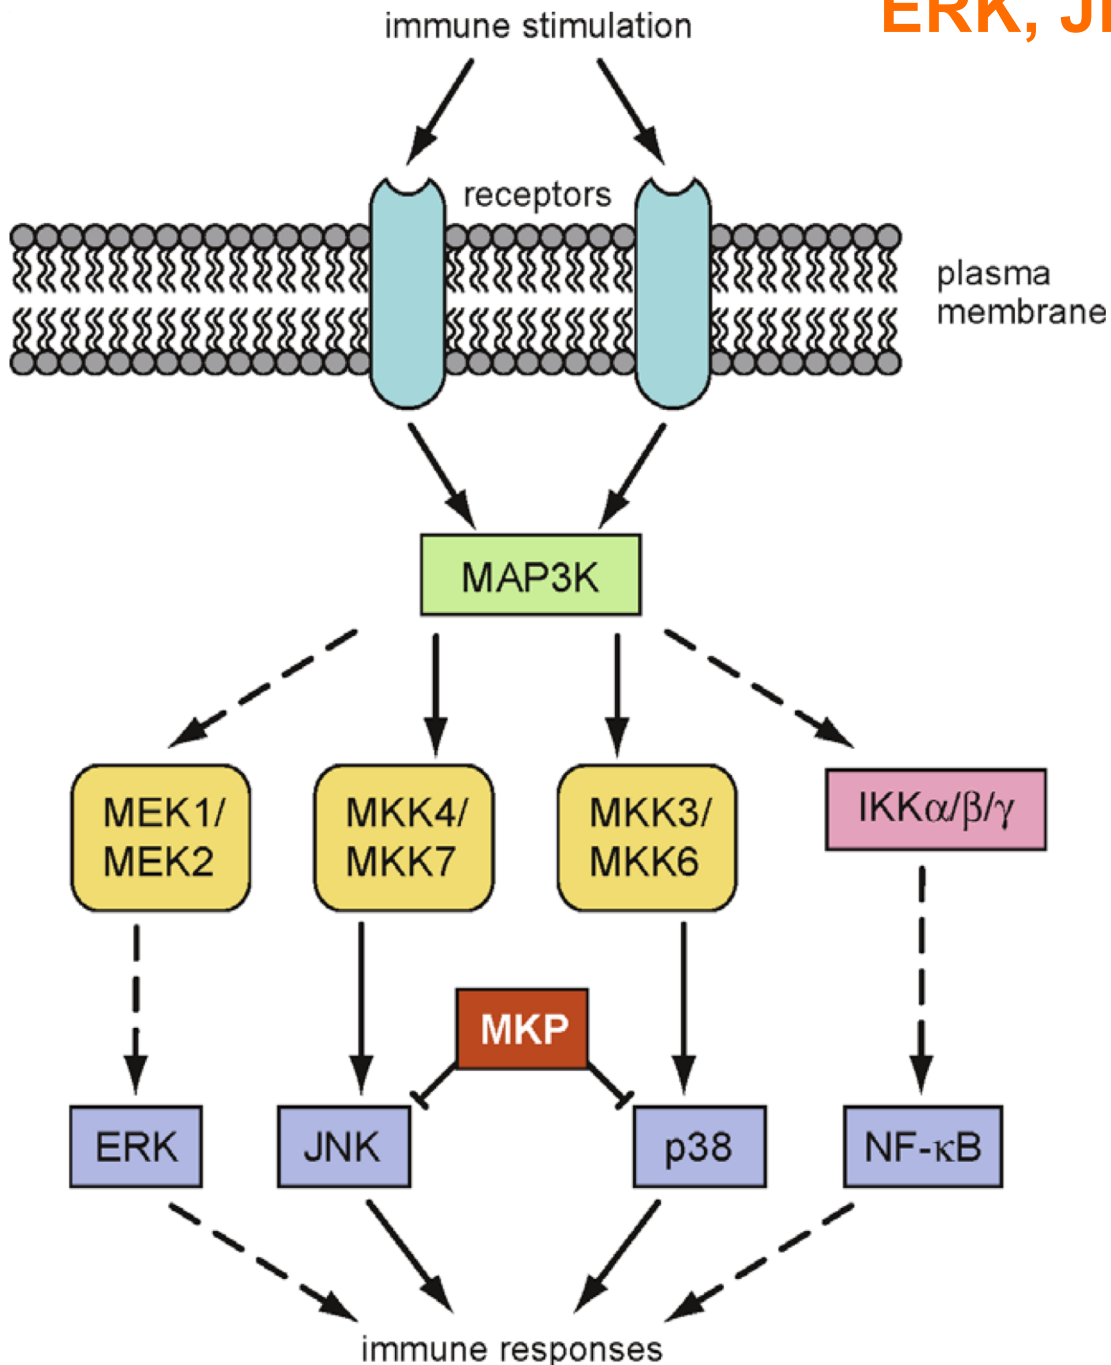 immune stimulation
ERK, J
receptors
plasma
membrane
MAP3K
MEK1/
MEK2
MKK4/
MKK7
MKK3/
MKK6
IKKα/β/γ
MKP
ERK
JNK
p38
NF-κB
immune responses